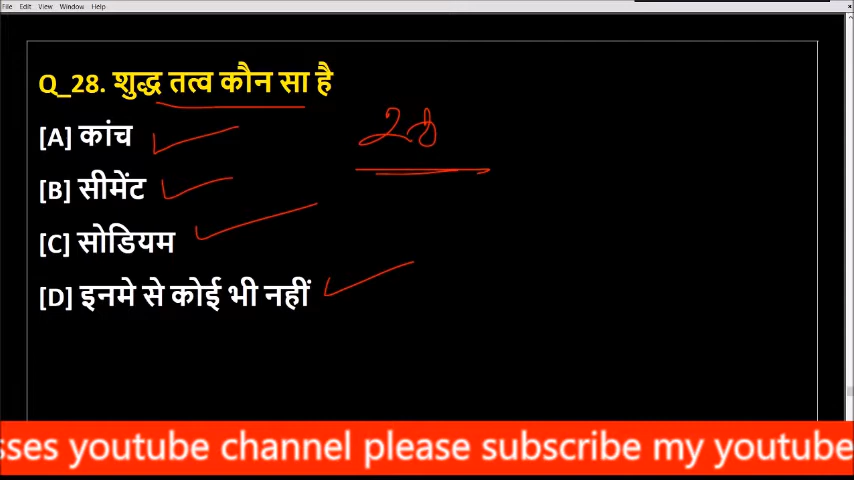 File Edit View Window Help
Q_28. शुद्ध तत्व कौन सा है
28
[A] कांच
[B] सीमेंट
[C] सोडियम
[D] इनमे से कोई भी नहीं
sses youtube channel please subscribe my youtube